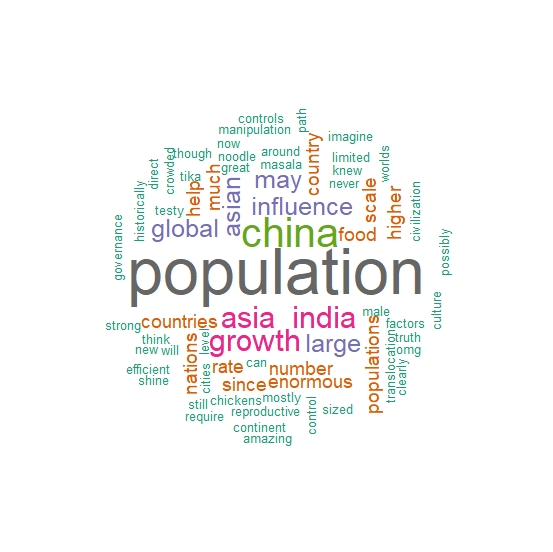 controls
path
manipulation
imagine
now
though
noodle
around
country
limited
worlds
direct
crowded
great
masala
knew
tika
help
much
may
never
scale
higher
historically
testy
asian
influence
civilization
governance
global
china
food
possibly
population
culture
strong
countries
asia
india
male
factors
think
level
growth
large
populations
truth
new
will
nations
translocation
omg
efficient
rate
can
number
clearly
shine
cities
since
enormous
still
chickens
mostly
sized
require
reproductive
control
continent
amazing